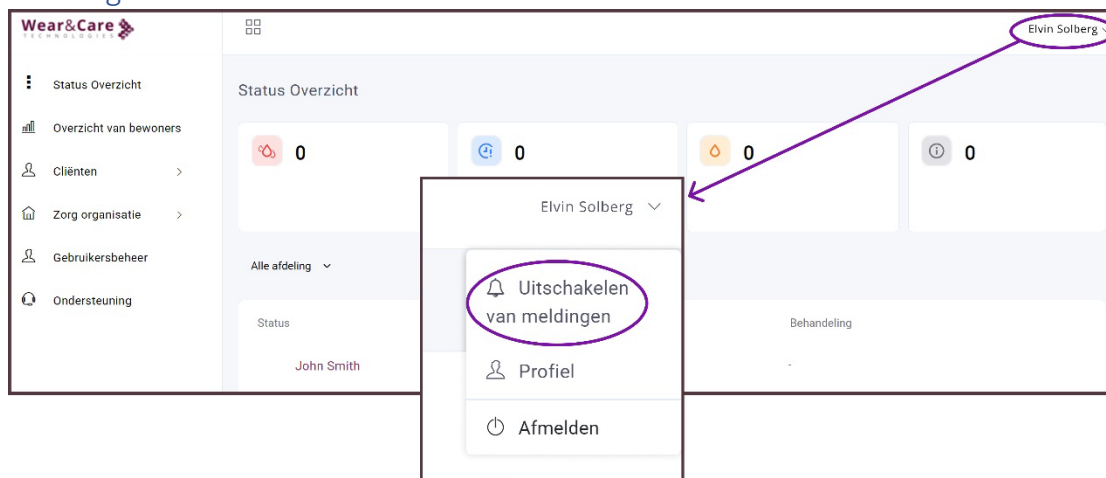 Wear&Care
TECHNOLOGIES
Elvin Solberg
Status Overzicht
Overzicht van bewoners
Cliënten
Zorg organisatie
Gebruikersbeheer
Ondersteuning
Status Overzicht
0
0
0
0
Alle afdeling
Status
Behandeling
John Smith
-
Elvin Solberg
Uitschakelen
van meldingen
Profiel
Afmelden